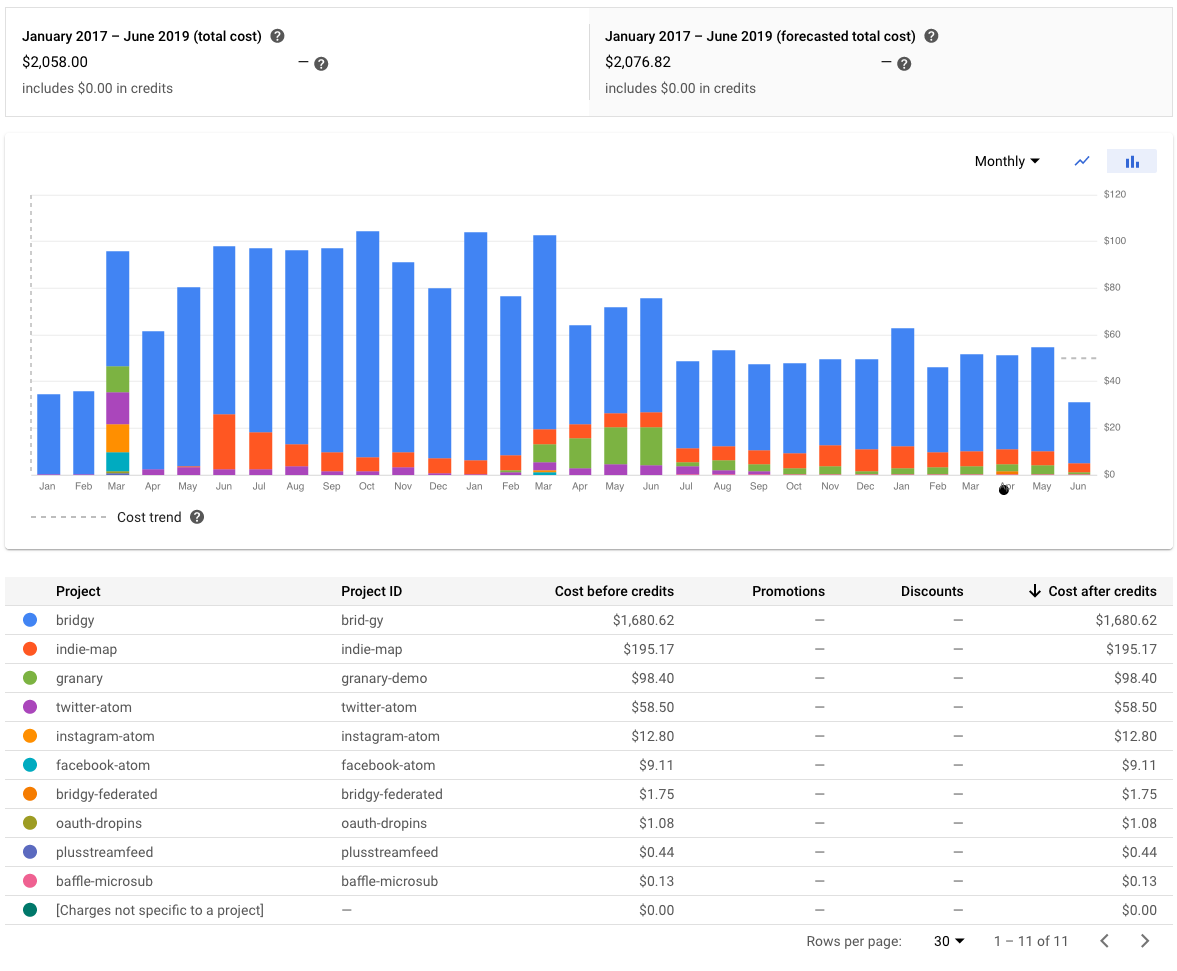 January 2017 – June 2019 (total cost)
January 2017 – June 2019 (forecasted total cost)
$2,058.00 –
$2,076.82 –
includes $0.00 in credits
includes $0.00 in credits
Monthly
$120
$100
$80
$60
$40
$20
$0
Jan Feb Mar Apr May Jun Jul Aug Sep Oct Nov Dec Jan Feb Mar Apr May Jun Jul Aug Sep Oct Nov Dec Jan Feb Mar Apr May Jun
Cost trend
Project Project ID Cost before credits Promotions Discounts Cost after credits
bridgy brid-gy $1,680.62 — — $1,680.62
indie-map indie-map $195.17 — — $195.17
granary granary-demo $98.40 — — $98.40
twitter-atom twitter-atom $58.50 — — $58.50
instagram-atom instagram-atom $12.80 — — $12.80
facebook-atom facebook-atom $9.11 — — $9.11
bridgy-federated bridgy-federated $1.75 — — $1.75
oauth-dropins oauth-dropins $1.08 — — $1.08
plusstreamfeed plusstreamfeed $0.44 — — $0.44
baffle-microsub baffle-microsub $0.13 — — $0.13
[Charges not specific to a project] — $0.00 — — $0.00
Rows per page: 30 1 – 11 of 11